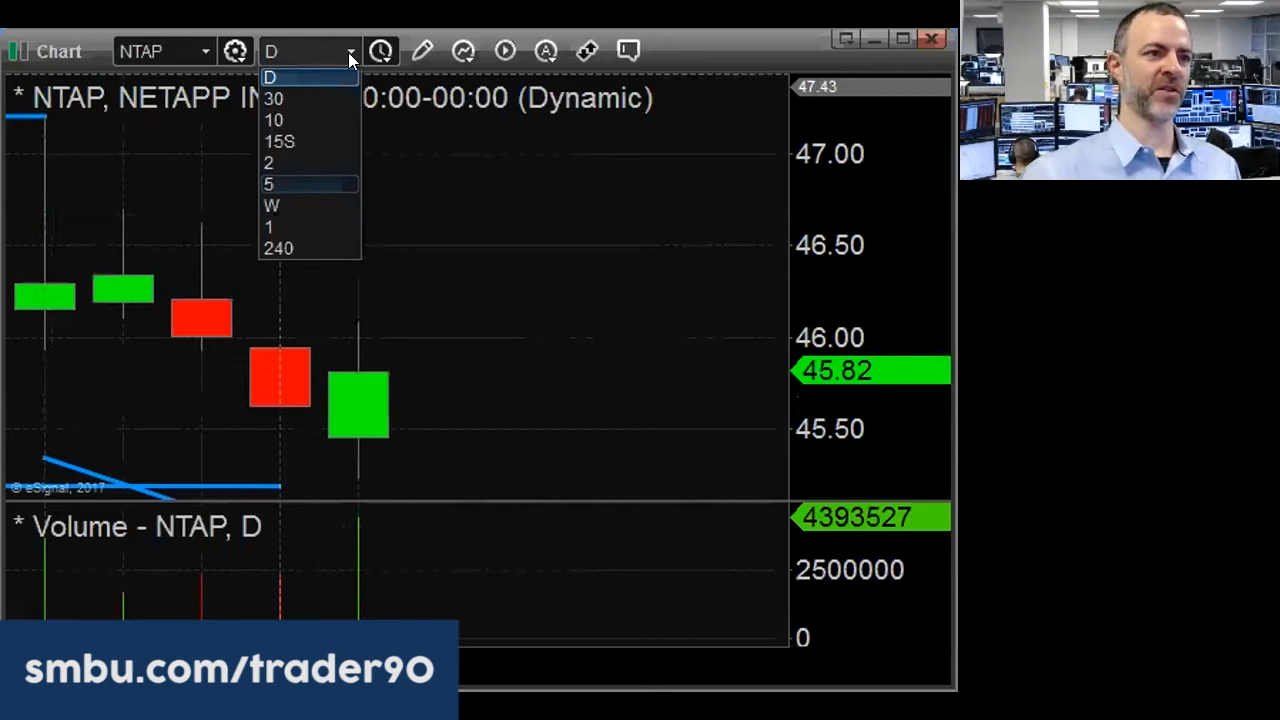 Chart
NTAP
D
D
30
10
15S
2
5
W
1
240
* NTAP, NETAPP IN 0:00-00:00 (Dynamic)
47.43
47.00
46.50
46.00
45.82
45.50
© eSignal, 2017
* Volume - NTAP, D
4393527
2500000
0
smbu.com/trader90